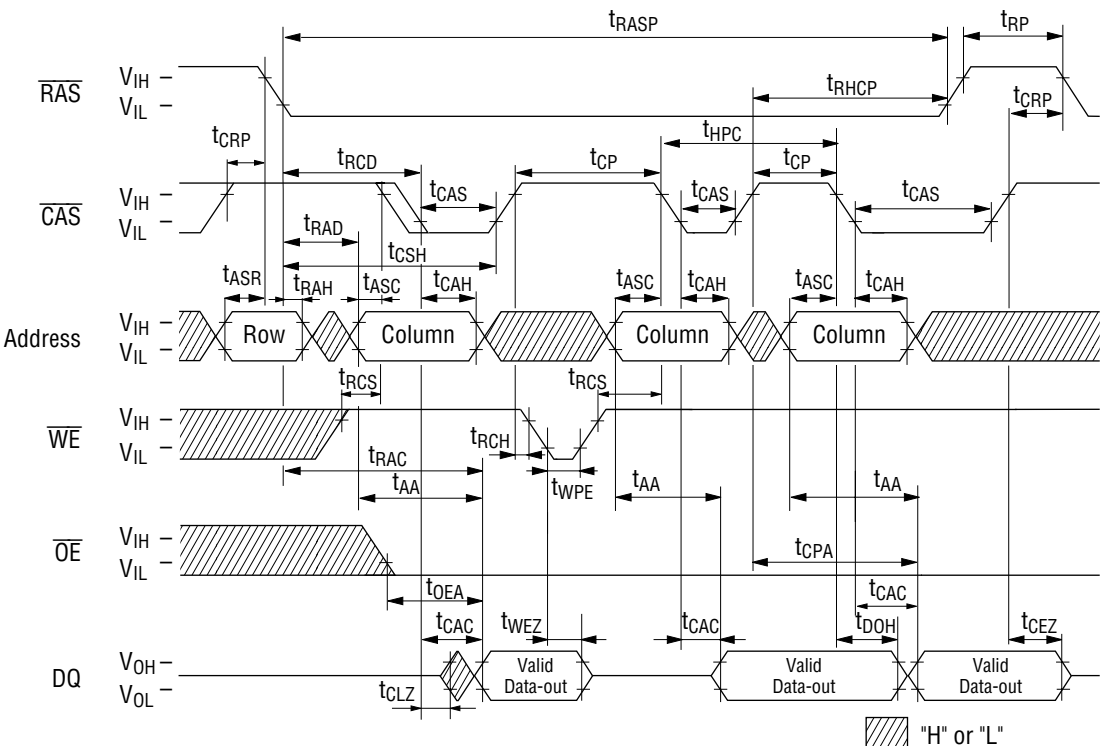 tRASP tRP
RAS VIH
VIL
tRHCP
tCRP
tCRP tRCD tCP tHPC tCP
CAS VIH
VIL
tCAS tCAS tCAS
tRAD
tCSH
tASR tRAH tASC tCAH tASC tCAH tASC tCAH
Address VIH
VIL
Row Column Column Column
tRCS tRCS
WE VIH
VIL
tRCH
tRAC
tWPE
tAA tAA tAA
OE VIH
VIL
tCPA
tOEA
tCAC
tCAC tWEZ tCAC tDOH tCEZ
DQ VOH
VOL
Valid Data-out Valid Data-out Valid Data-out
tCLZ
"H" or "L"